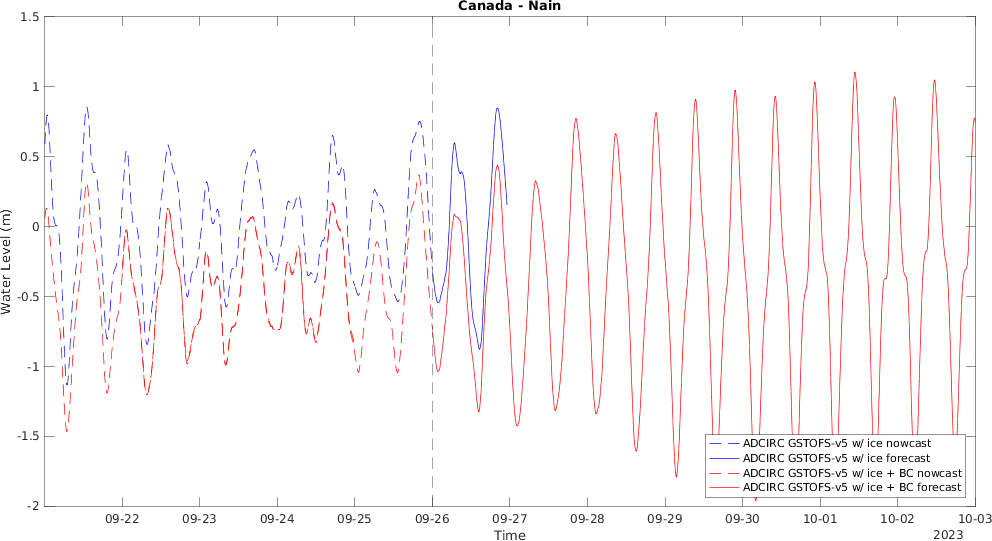 Canada - Nain
Water Level (m)
1.5
1
0.5
0
-0.5
-1
-1.5
-2
ADCIRC GSTOFS-v5 w/ ice nowcast
ADCIRC GSTOFS-v5 w/ ice forecast
ADCIRC GSTOFS-v5 w/ ice + BC nowcast
ADCIRC GSTOFS-v5 w/ ice + BC forecast
09-22 09-23 09-24 09-25 09-26 09-27 09-28 09-29 09-30 10-01 10-02 10-03
Time
2023